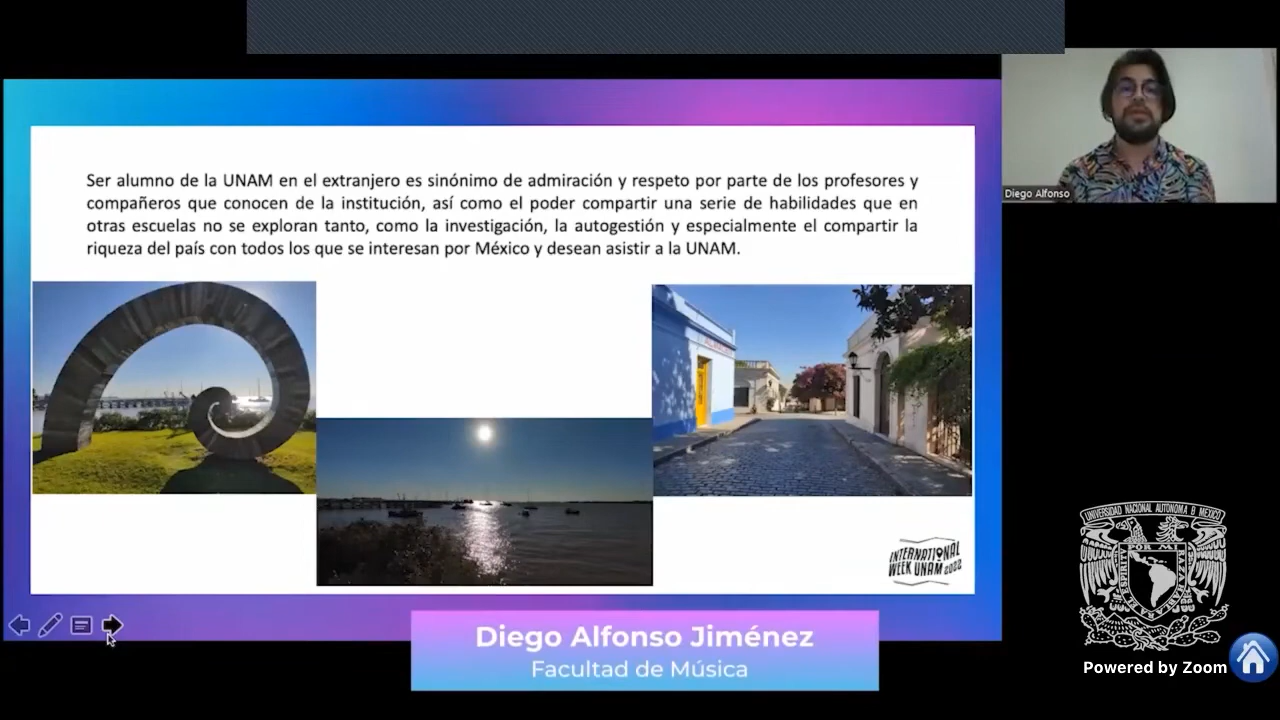 Ser alumno de la UNAM en el extranjero es sinónimo de admiración y respeto por parte de los profesores y
compañeros que conocen de la institución, así como el poder compartir una serie de habilidades que en
otras escuelas no se exploran tanto, como la investigación, la autogestión y especialmente el compartir la
riqueza del país con todos los que se interesan por México y desean asistir a la UNAM.
Diego Alfonso
INTERNATIONAL
WEEK UNAM 2022
UNIVERSIDAD NACIONAL AUTONOMA DE MEXICO
POR MI
RAZA
ESPIRITU
Powered by Zoom
Diego Alfonso Jiménez
Facultad de Música